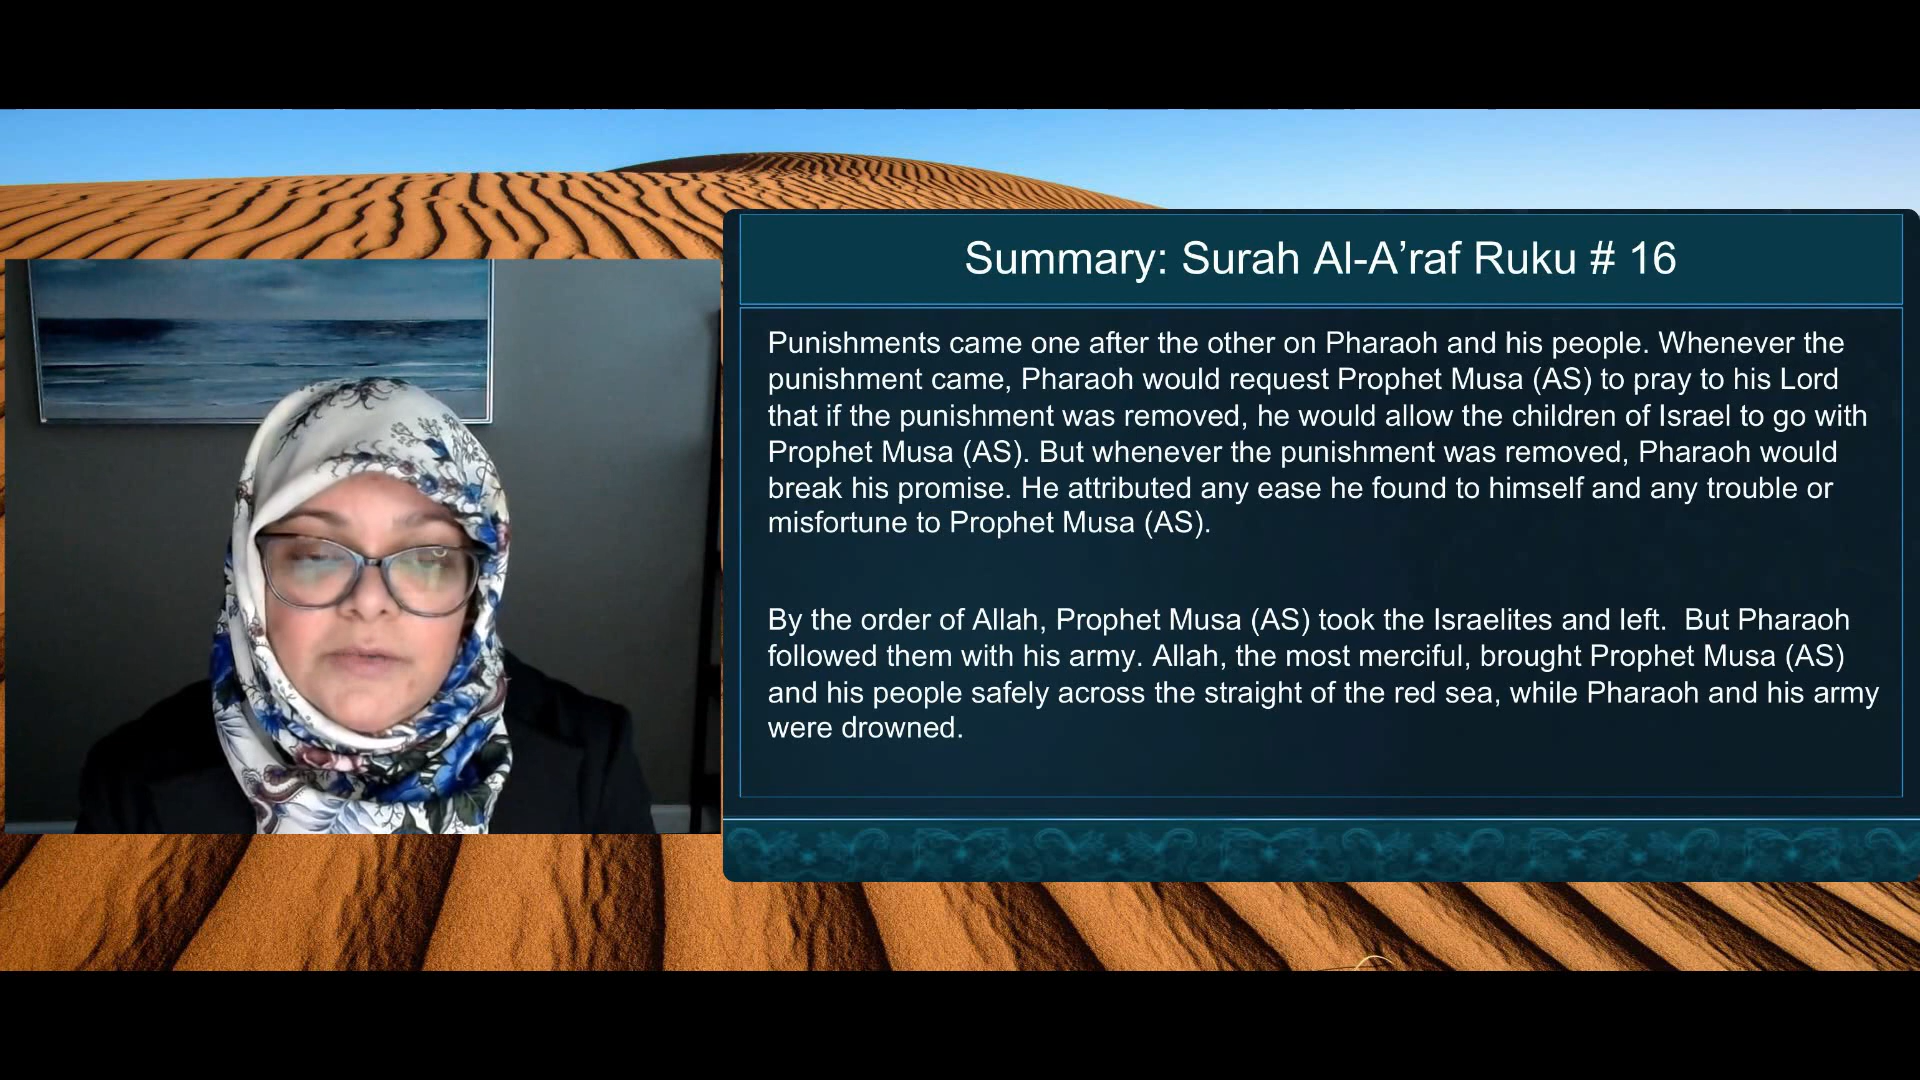 Summary: Surah Al-A’raf Ruku # 16
Punishments came one after the other on Pharaoh and his people. Whenever the
punishment came, Pharaoh would request Prophet Musa (AS) to pray to his Lord
that if the punishment was removed, he would allow the children of Israel to go with
Prophet Musa (AS). But whenever the punishment was removed, Pharaoh would
break his promise. He attributed any ease he found to himself and any trouble or
misfortune to Prophet Musa (AS).
By the order of Allah, Prophet Musa (AS) took the Israelites and left.  But Pharaoh
followed them with his army. Allah, the most merciful, brought Prophet Musa (AS)
and his people safely across the straight of the red sea, while Pharaoh and his army
were drowned.